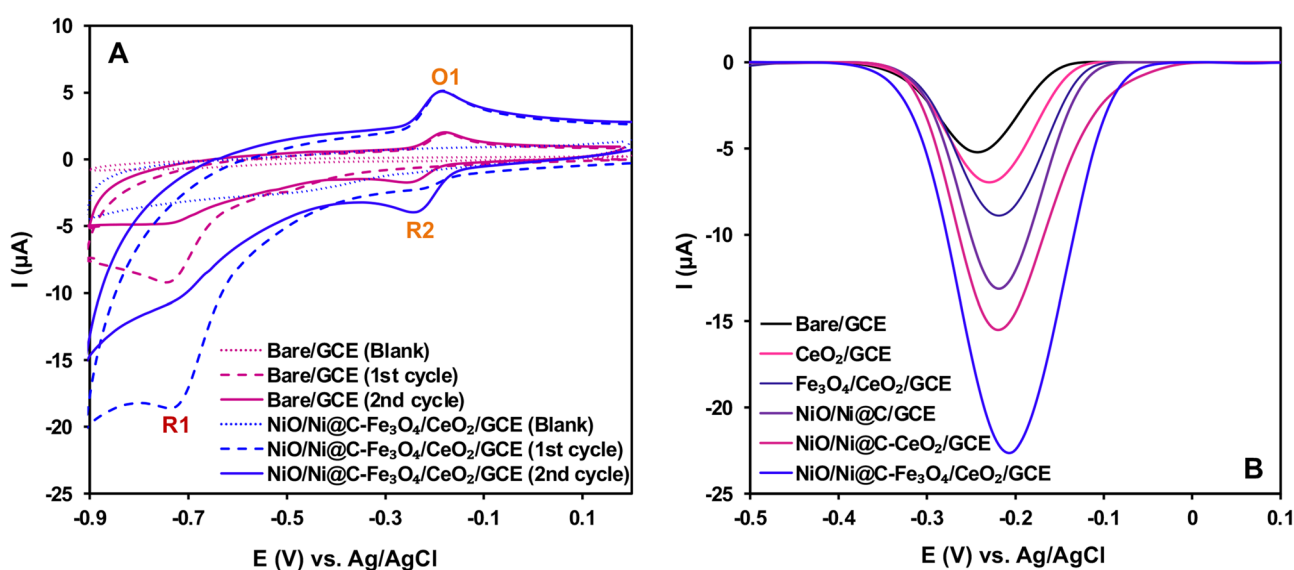 A
I (µA)
10
5
0
-5
-10
-15
-20
-25
O1
R2
R1
Bare/GCE (Blank)
Bare/GCE (1st cycle)
Bare/GCE (2nd cycle)
NiO/Ni@C-Fe₃O₄/CeO₂/GCE (Blank)
NiO/Ni@C-Fe₃O₄/CeO₂/GCE (1st cycle)
NiO/Ni@C-Fe₃O₄/CeO₂/GCE (2nd cycle)
-0.9 -0.7 -0.5 -0.3 -0.1 0.1
E (V) vs. Ag/AgCl
I (µA)
0
-5
-10
-15
-20
-25
Bare/GCE
CeO₂/GCE
Fe₃O₄/CeO₂/GCE
NiO/Ni@C/GCE
NiO/Ni@C-CeO₂/GCE
NiO/Ni@C-Fe₃O₄/CeO₂/GCE
B
-0.5 -0.4 -0.3 -0.2 -0.1 0 0.1
E (V) vs. Ag/AgCl